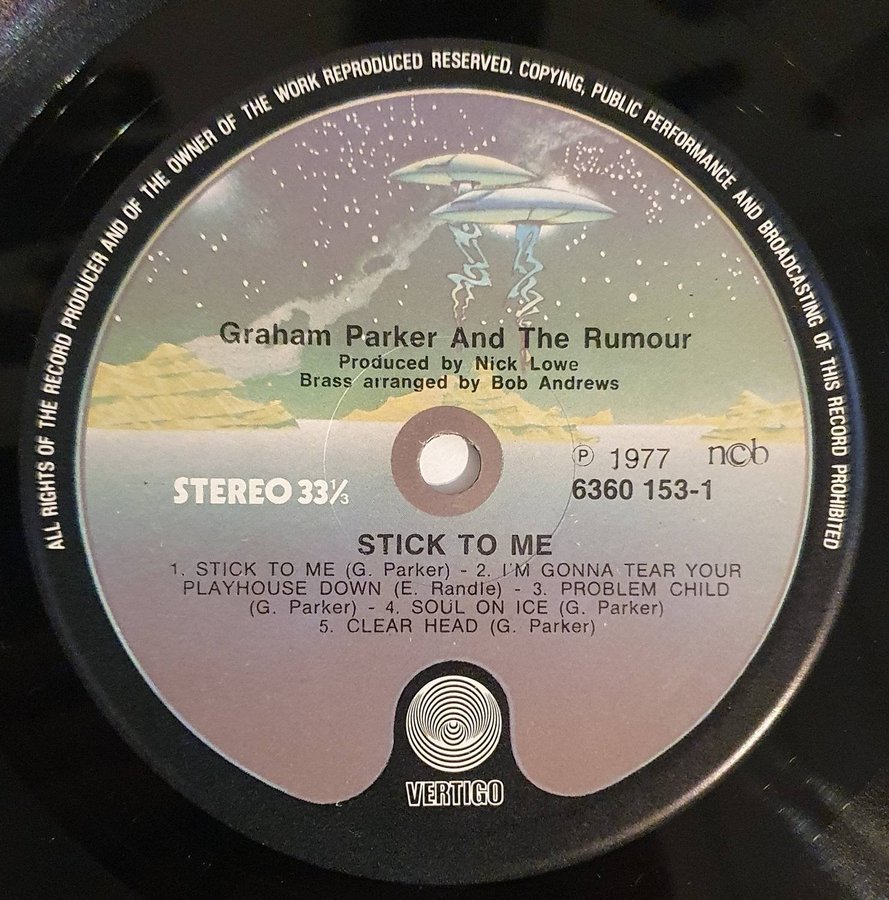 ALL RIGHTS OF THE RECORD PRODUCER AND OF THE OWNER OF THE WORK REPRODUCED RESERVED. COPYING, PUBLIC PERFORMANCE AND BROADCASTING OF THIS RECORD PROHIBITED
Graham Parker And The Rumour
Produced by Nick Lowe
Brass arranged by Bob Andrews
Ⓟ 1977 ncb
STEREO 33⅓
6360 153-1
STICK TO ME
1. STICK TO ME (G. Parker) - 2. I'M GONNA TEAR YOUR
PLAYHOUSE DOWN (E. Randle) - 3. PROBLEM CHILD
(G. Parker) - 4. SOUL ON ICE (G. Parker)
5. CLEAR HEAD (G. Parker)
VERTIGO